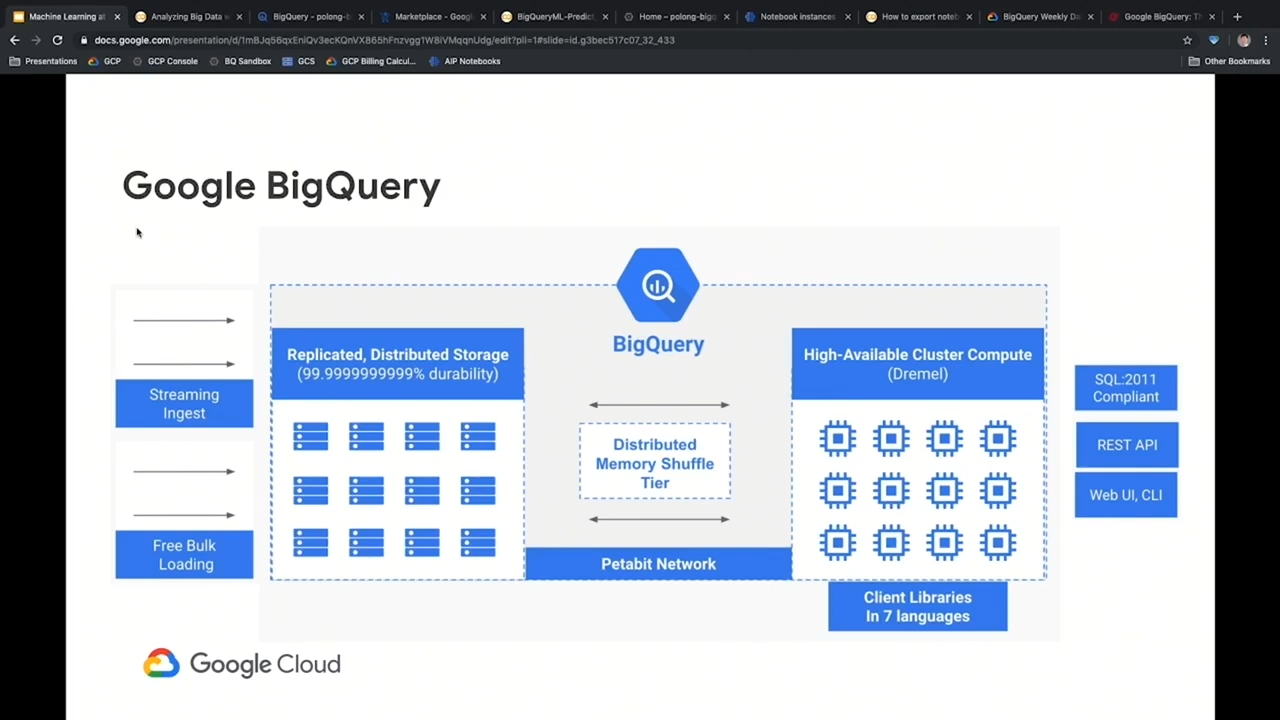 Machine Learning at
Analyzing Big Data w
BigQuery - polong-b
Marketplace - Googl
BigQueryML-Predict
Home – polong-bigq
Notebook instances
How to export noteb
BigQuery Weekly Da
Google BigQuery: Th
docs.google.com/presentation/d/1mBJq56qxEniQv3ecKQnVX865hFnzvgg1W8iVMqqnUdg/edit?pli=1#slide=id.g3bec517c07_32_433
Presentations
GCP
GCP Console
BQ Sandbox
GCS
GCP Billing Calcul...
AIP Notebooks
Other Bookmarks
Google BigQuery
BigQuery
Replicated, Distributed Storage
(99.9999999999% durability)
High-Available Cluster Compute
(Dremel)
Streaming
Ingest
Free Bulk
Loading
Distributed
Memory Shuffle
Tier
Petabit Network
SQL:2011
Compliant
REST API
Web UI, CLI
Client Libraries
In 7 languages
Google Cloud